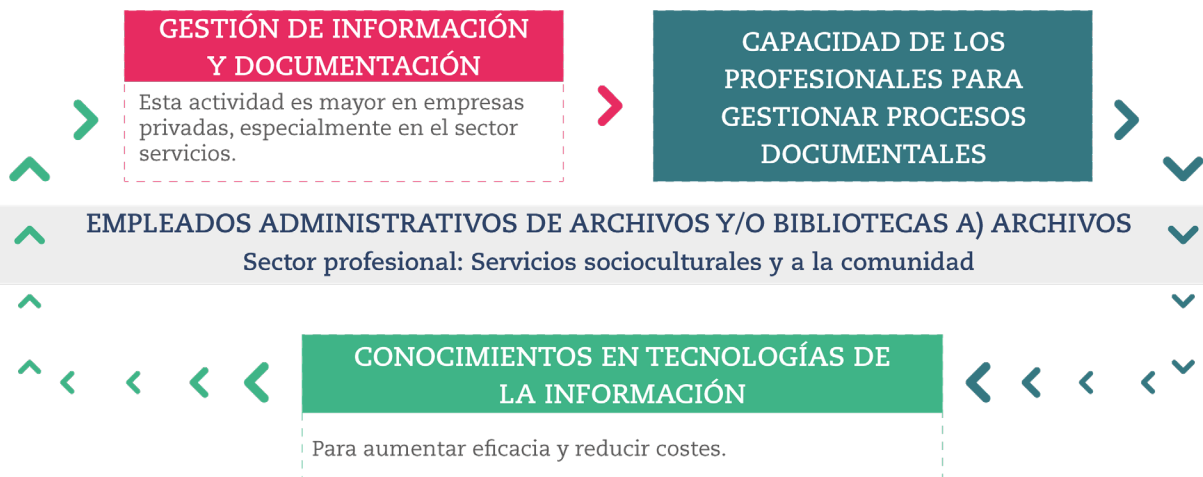 GESTIÓN DE INFORMACIÓN
Y DOCUMENTACIÓN
Esta actividad es mayor en empresas
privadas, especialmente en el sector
servicios.
CAPACIDAD DE LOS
PROFESIONALES PARA
GESTIONAR PROCESOS
DOCUMENTALES
EMPLEADOS ADMINISTRATIVOS DE ARCHIVOS Y/O BIBLIOTECAS A) ARCHIVOS
Sector profesional: Servicios socioculturales y a la comunidad
CONOCIMIENTOS EN TECNOLOGÍAS DE
LA INFORMACIÓN
Para aumentar eficacia y reducir costes.